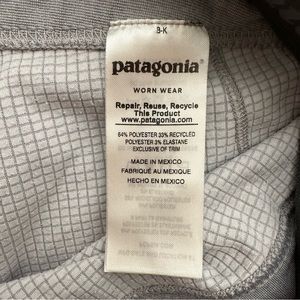 8-K
patagonia®
WORN WEAR
Repair, Reuse, Recycle
This Product
www.patagonia.com
64% POLYESTER 33% RECYCLED
POLYESTER 3% ELASTANE
EXCLUSIVE OF TRIM
MADE IN MEXICO
FABRIQUÉ AU MEXIQUE
HECHO EN MEXICO